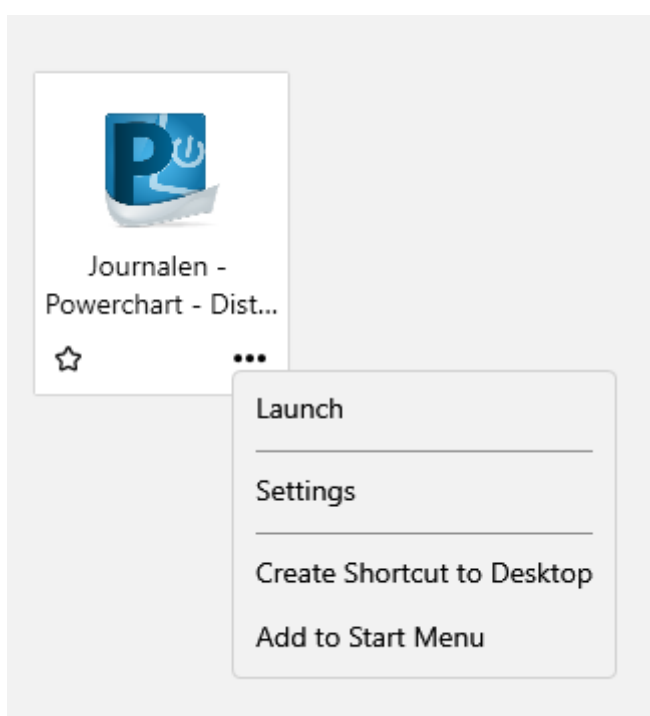 P
Journalen -
Powerchart - Dist...
Launch
Settings
Create Shortcut to Desktop
Add to Start Menu